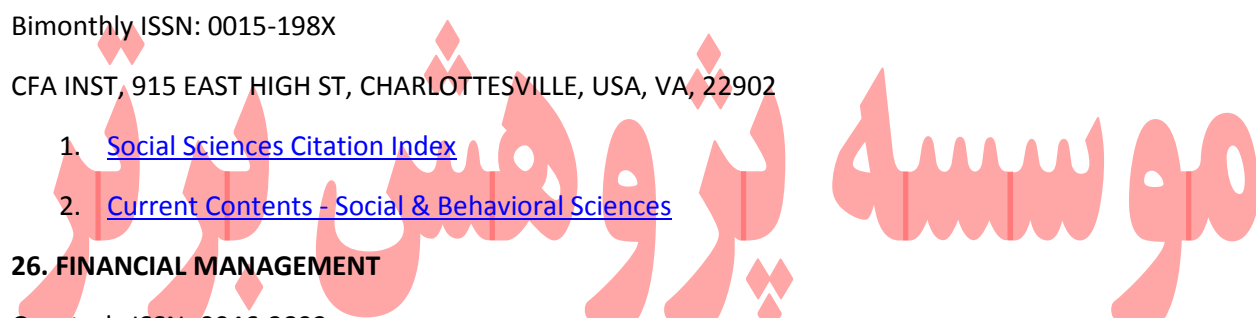 Bimonthly ISSN: 0015-198X
CFA INST, 915 EAST HIGH ST, CHARLOTTESVILLE, USA, VA, 22902
1. Social Sciences Citation Index
2. Current Contents - Social & Behavioral Sciences
26. FINANCIAL MANAGEMENT
موسسه پژوهش برتر